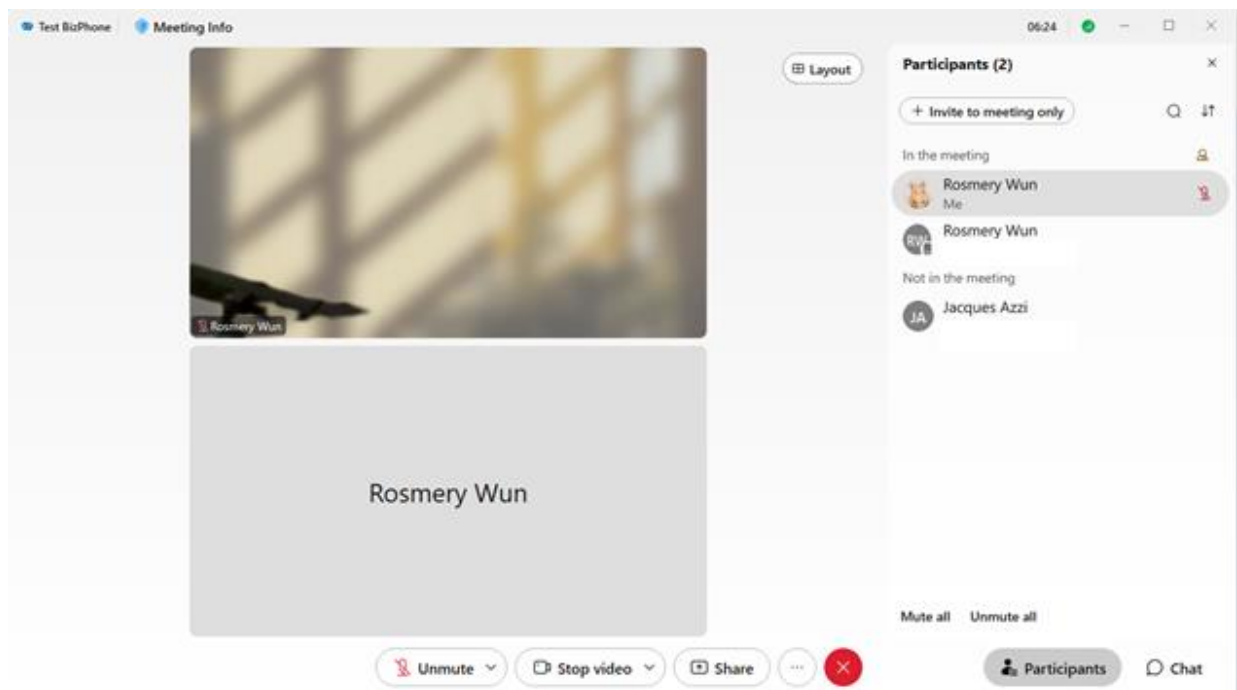 Test BizPhone
Meeting Info
06:24
Layout
Rosmery Wun
Rosmery Wun
Participants (2)
+ Invite to meeting only
In the meeting
Rosmery Wun
Me
RW
Rosmery Wun
Not in the meeting
JA
Jacques Azzi
Mute all Unmute all
Unmute
Stop video
Share
Participants
Chat